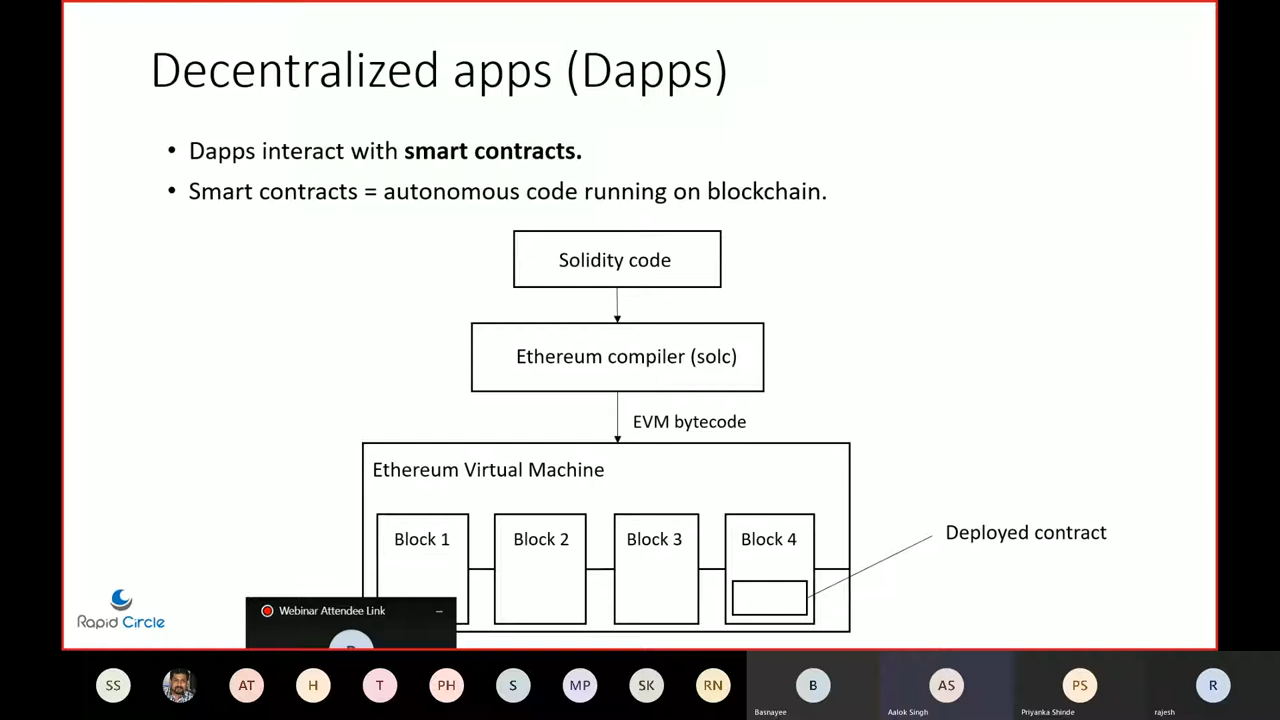 Decentralized apps (Dapps)
• Dapps interact with smart contracts.
• Smart contracts = autonomous code running on blockchain.
Solidity code
Ethereum compiler (solc)
EVM bytecode
Ethereum Virtual Machine
Block 1
Block 2
Block 3
Block 4
Deployed contract
Rapid Circle
Webinar Attendee Link
SS
AT
H
T
PH
S
MP
SK
RN
B
AS
PS
R
Basnayee
Aalok Singh
Priyanka Shinde
rajesh